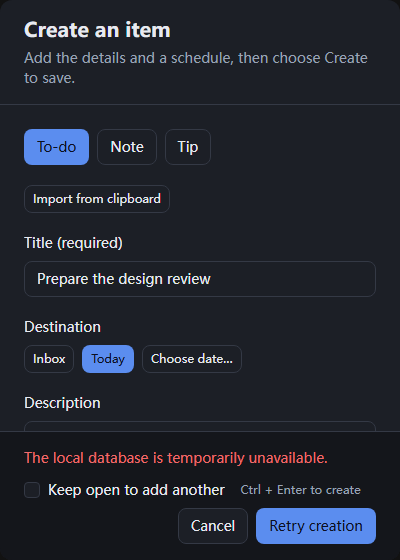 Create an item
Add the details and a schedule, then choose Create
to save.
To-do Note Tip
Import from clipboard
Title (required)
Prepare the design review
Destination
Inbox Today Choose date...
Description
The local database is temporarily unavailable.
Keep open to add another Ctrl + Enter to create
Cancel Retry creation